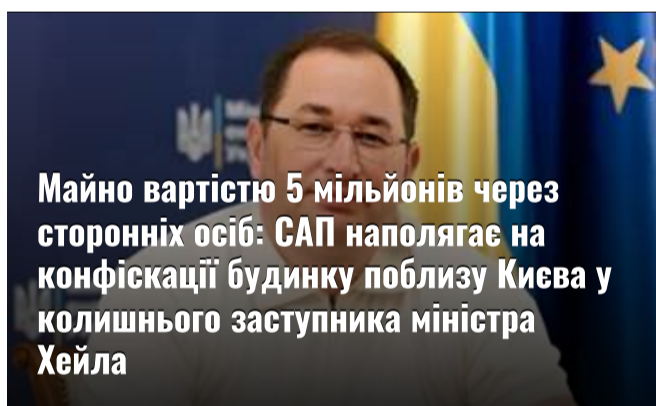 Майно вартістю 5 мільйонів через
сторонніх осіб: САП наполягає на
конфіскації будинку поблизу Києва у
колишнього заступника міністра
Хейла